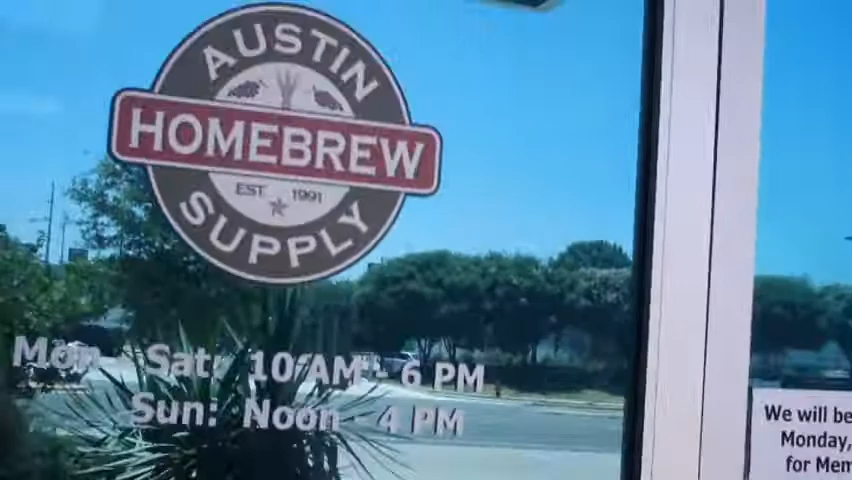 AUSTIN
HOMEBREW
EST. 1991
SUPPLY
Mon - Sat: 10 AM - 6 PM
Sun: Noon - 4 PM
We will be
Monday,
for Mem